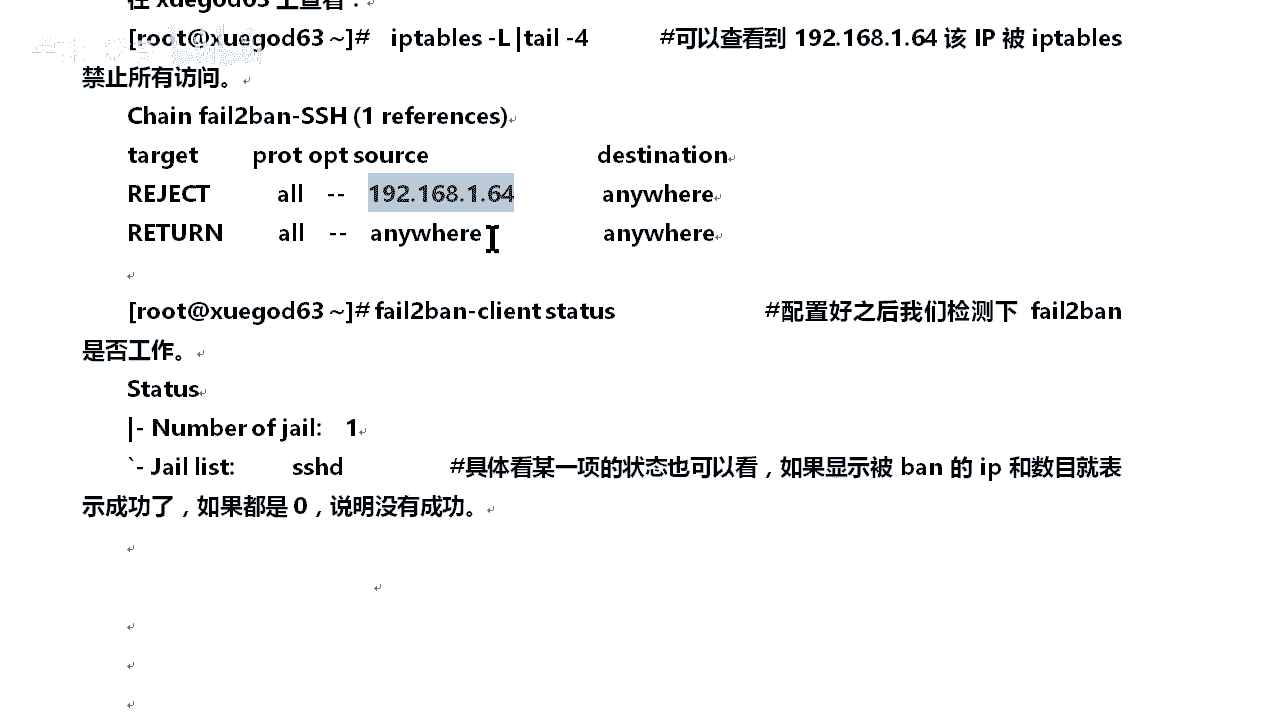 在 xuegod63 上查看：
[root@xuegod63 ~]# iptables -L |tail -4 #可以查看到 192.168.1.64 该 IP 被 iptables
禁止所有访问。
Chain fail2ban-SSH (1 references)
target prot opt source destination
REJECT all -- 192.168.1.64 anywhere
RETURN all -- anywhere anywhere
[root@xuegod63 ~]# fail2ban-client status #配置好之后我们检测下 fail2ban
是否工作。
Status
|- Number of jail: 1
`- Jail list: sshd #具体看某一项的状态也可以看，如果显示被 ban 的 ip 和数目就表
示成功了，如果都是 0，说明没有成功。